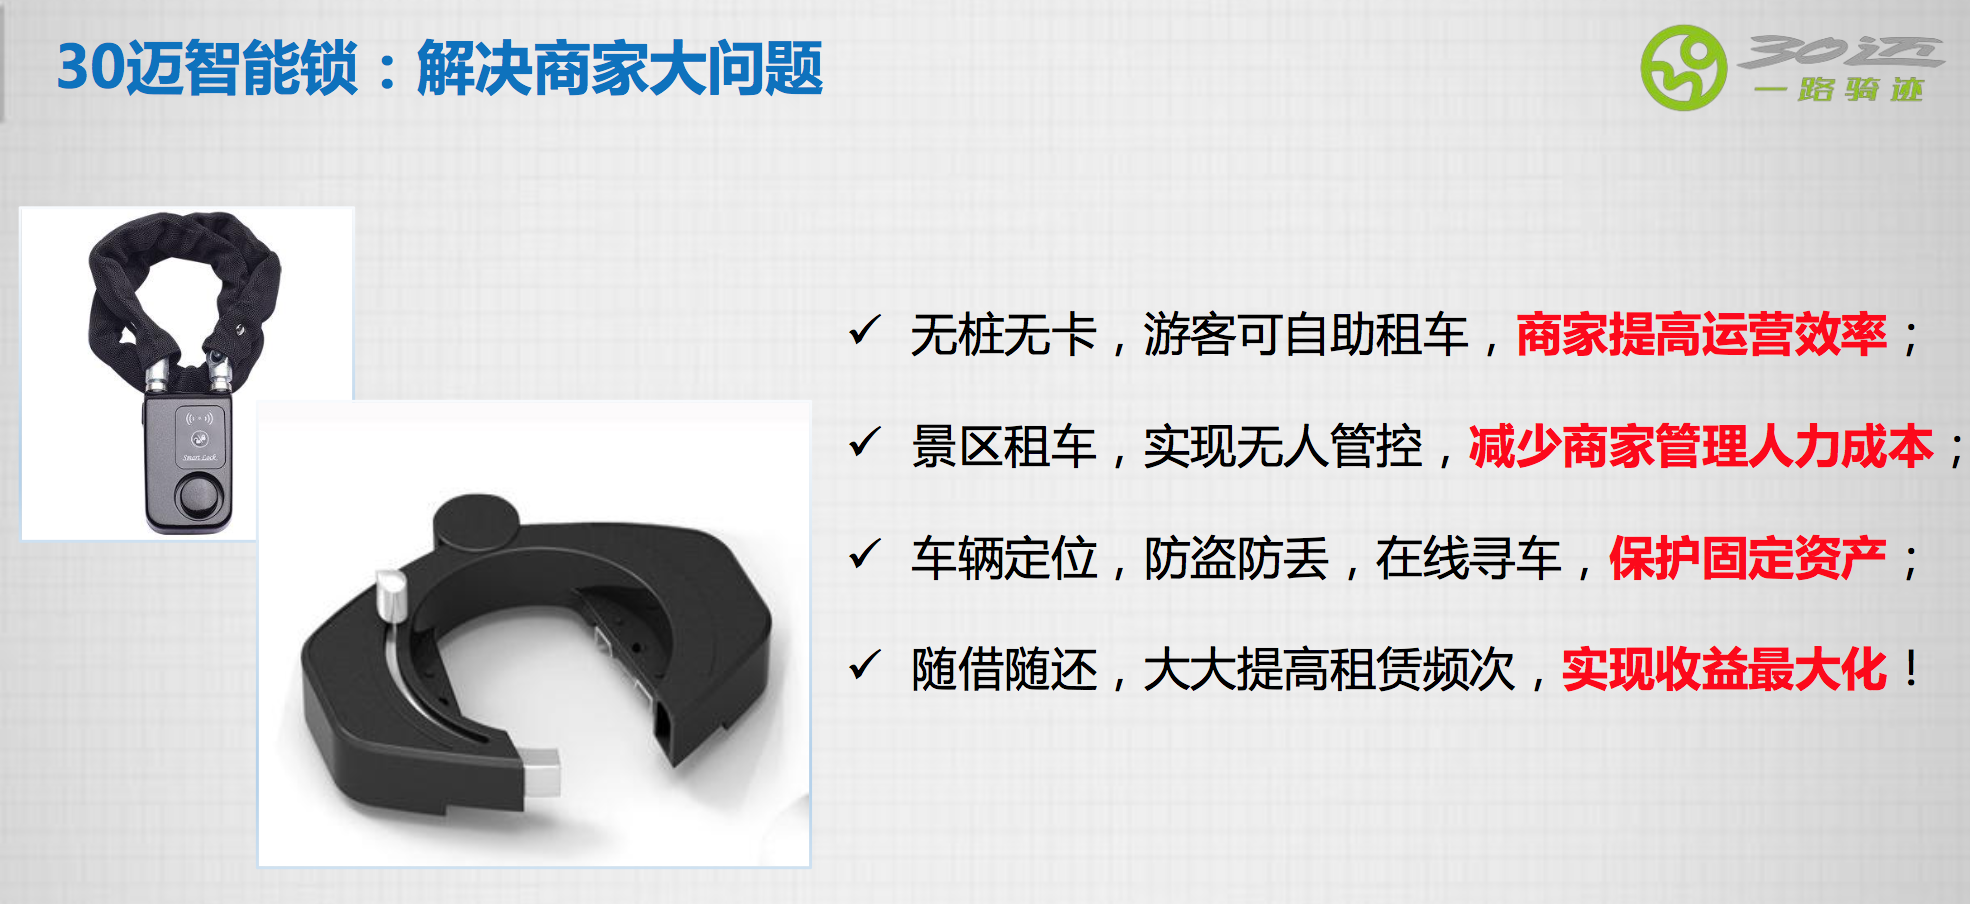 30迈智能锁：解决商家大问题
30迈
一路骑迹
Smart Lock
无桩无卡，游客可自助租车，商家提高运营效率；
景区租车，实现无人管控，减少商家管理人力成本；
车辆定位，防盗防丢，在线寻车，保护固定资产；
随借随还，大大提高租赁频次，实现收益最大化！